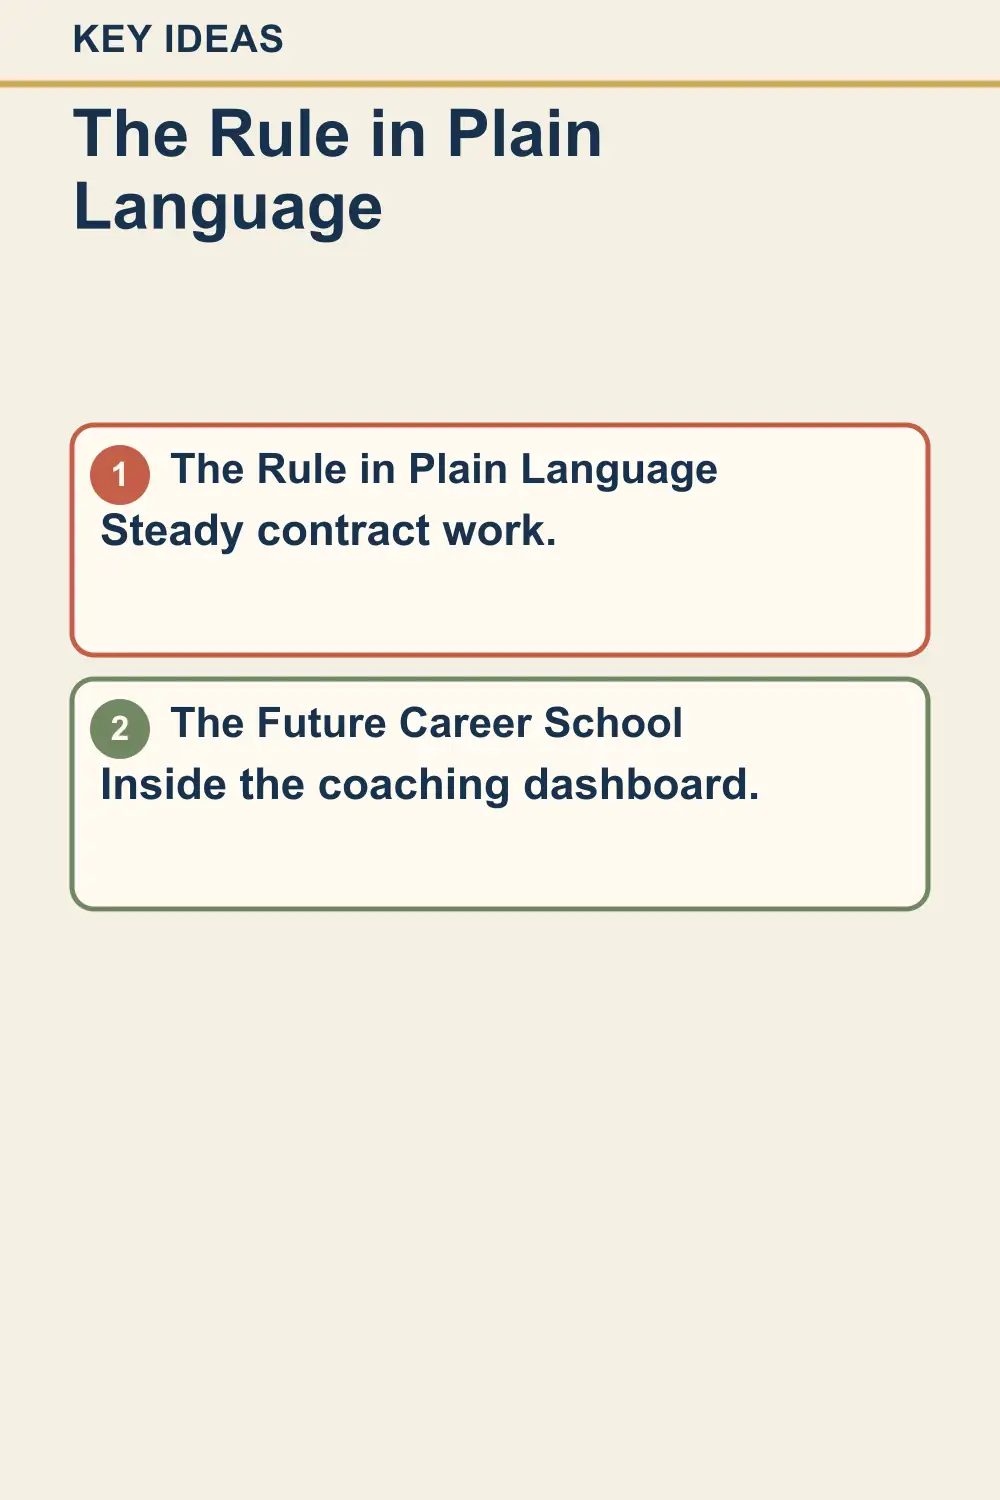 KEY IDEAS
The Rule in Plain
Language
1 The Rule in Plain Language
Steady contract work.
2 The Future Career School
Inside the coaching dashboard.